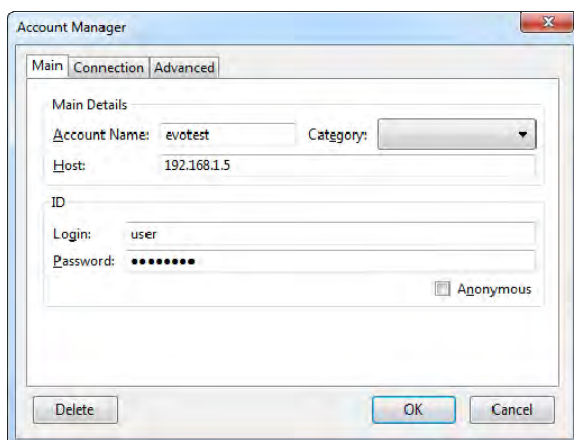 Account Manager
Main Connection Advanced
Main Details
Account Name: evotest Category:
Host: 192.168.1.5
ID
Login: user
Password: ●●●●●●●●
Anonymous
Delete OK Cancel